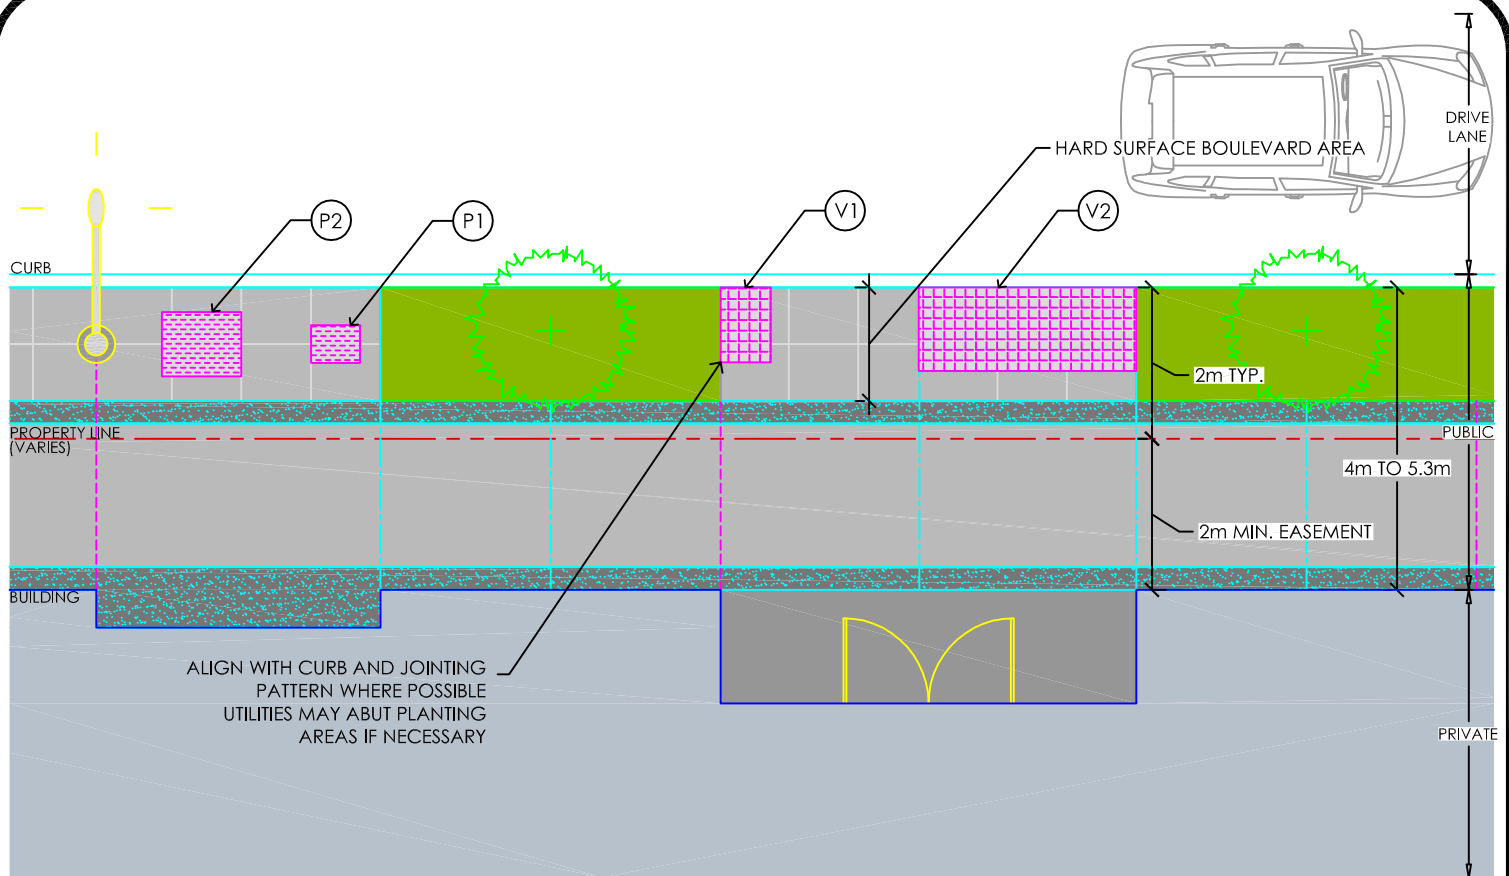 DRIVE
LANE
HARD SURFACE BOULEVARD AREA
P2
P1
V1
V2
CURB
2m TYP.
PROPERTY LINE
(VARIES)
PUBLIC
4m TO 5.3m
2m MIN. EASEMENT
BUILDING
ALIGN WITH CURB AND JOINTING
PATTERN WHERE POSSIBLE
UTILITIES MAY ABUT PLANTING
AREAS IF NECESSARY
PRIVATE